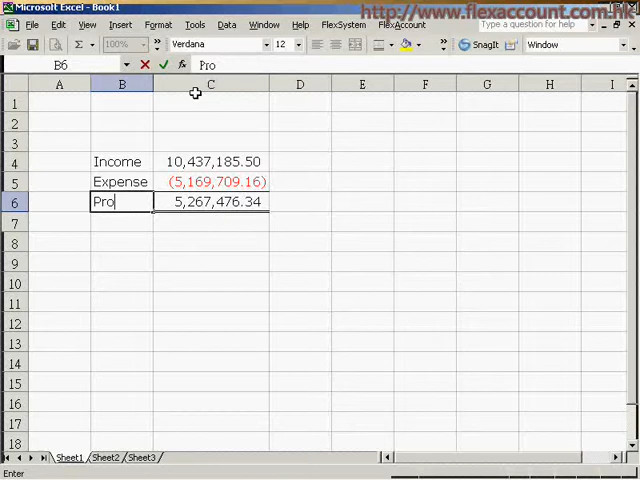 Microsoft Excel - Book1
http://www.flexaccount.com.hk
File Edit View Insert Format Tools Data Window Help FlexSystem FlexAccount Type a question for help
Σ 100% Verdana 12 SnagIt Window
B6 Pro
A B C D E F G H I
1
2
3
4 Income 10,437,185.50
5 Expense (5,169,709.16)
6 Pro 5,267,476.34
7
8
9
10
11
12
13
14
15
16
17
18
Sheet1 Sheet2 Sheet3
Enter